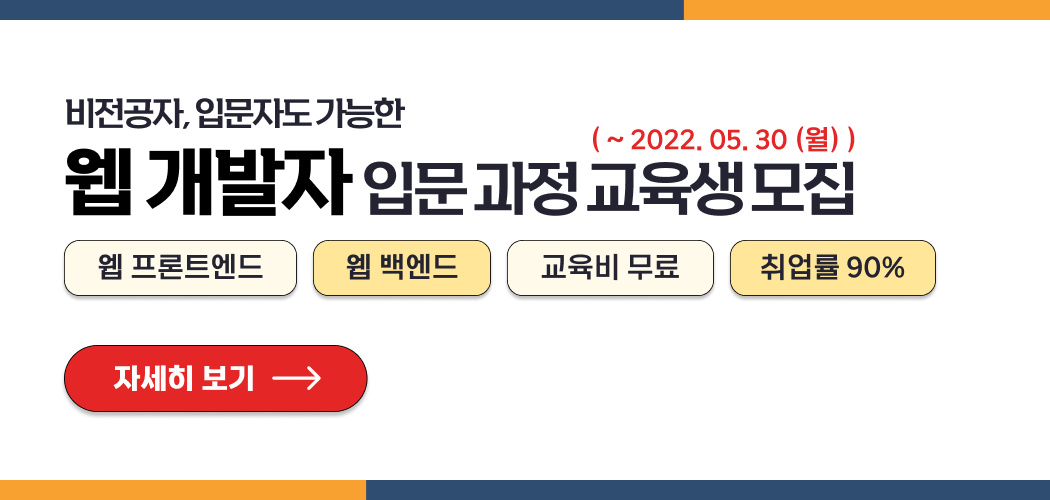 비전공자, 입문자도 가능한
( ~ 2022. 05. 30 (월) )
웹 개발자 입문 과정 교육생 모집
웹 프론트엔드
웹 백엔드
교육비 무료
취업률 90%
자세히 보기 →